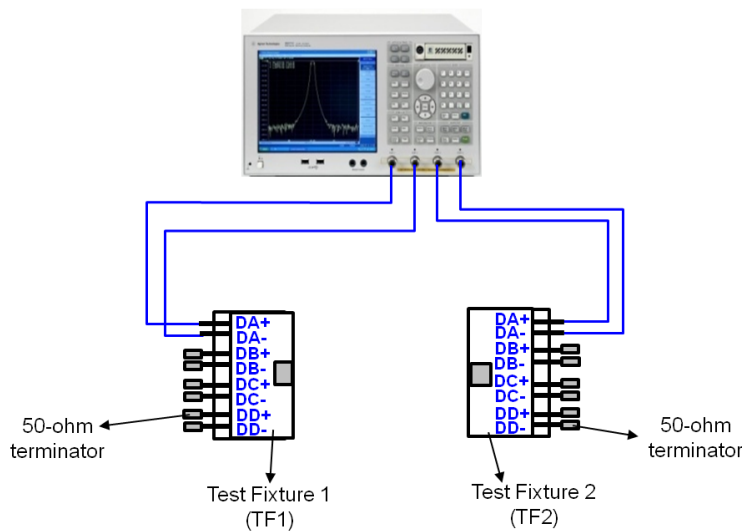 R XXXXX
DA+
DA-
DB+
DB-
DC+
DC-
DD+
DD-
DA+
DA-
DB+
DB-
DC+
DC-
DD+
DD-
50-ohm
terminator
50-ohm
terminator
Test Fixture 1
(TF1)
Test Fixture 2
(TF2)